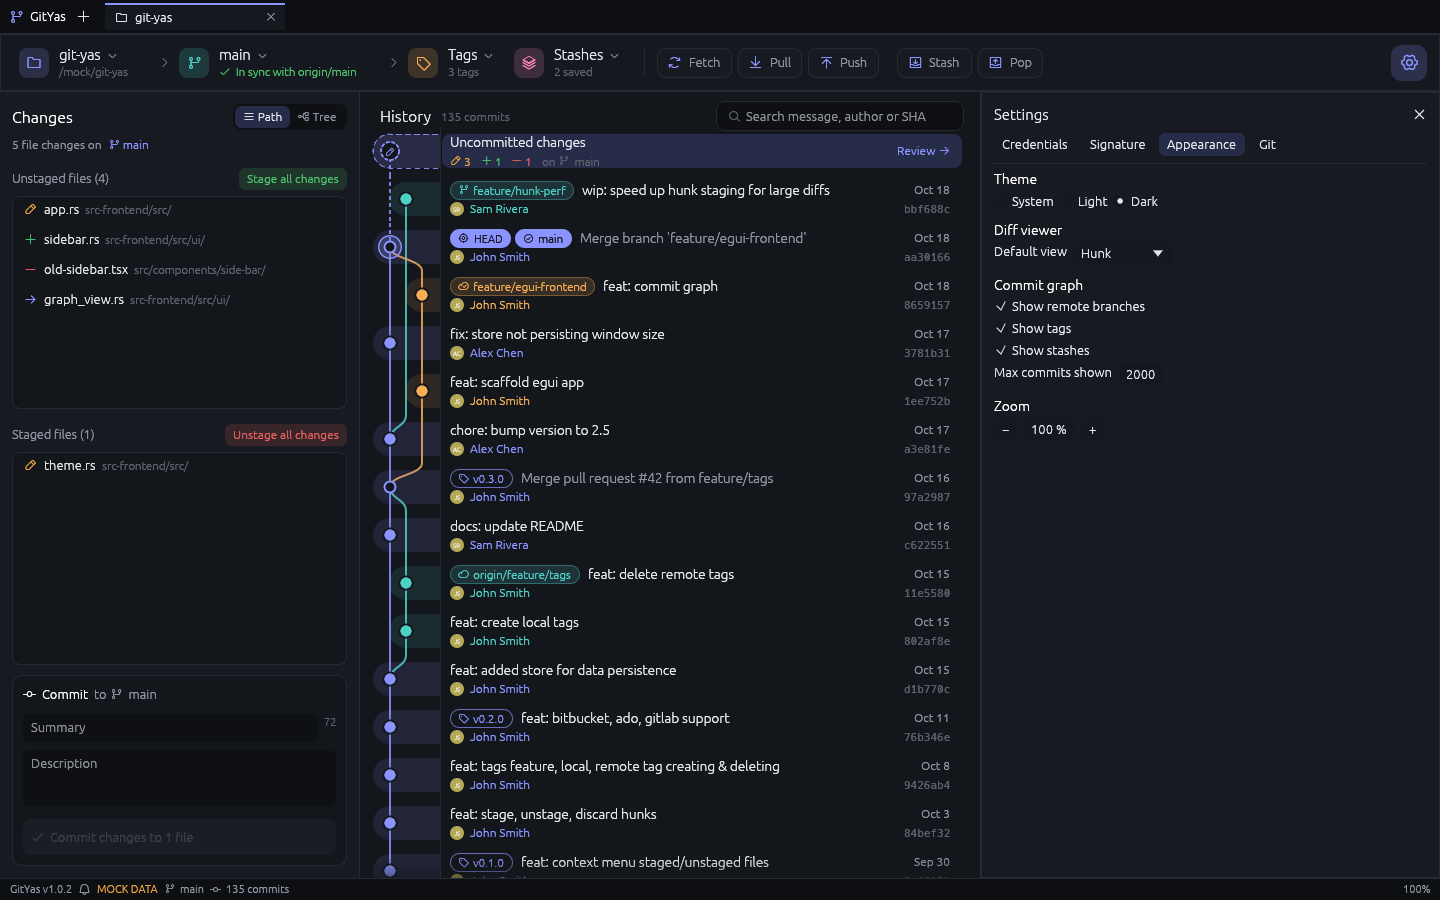 GitYas
git-yas
git-yas
/mock/git-yas
main
In sync with origin/main
Tags
3 tags
Stashes
2 saved
Fetch
Pull
Push
Stash
Pop
Changes
Path
Tree
5 file changes on main
Unstaged files (4)
Stage all changes
app.rs src-frontend/src/
sidebar.rs src-frontend/src/ui/
old-sidebar.tsx src/components/side-bar/
graph_view.rs src-frontend/src/ui/
Staged files (1)
Unstage all changes
theme.rs src-frontend/src/
Commit to main
Summary
72
Description
Commit changes to 1 file
History 135 commits
Search message, author or SHA
Uncommitted changes
3 +1 −1 on main
Review →
feature/hunk-perf wip: speed up hunk staging for large diffs Oct 18
SR Sam Rivera bbf688c
HEAD main Merge branch 'feature/egui-frontend' Oct 18
JS John Smith aa30166
feature/egui-frontend feat: commit graph Oct 18
JS John Smith 8659157
fix: store not persisting window size Oct 17
AC Alex Chen 3781b31
feat: scaffold egui app Oct 17
JS John Smith 1ee752b
chore: bump version to 2.5 Oct 17
AC Alex Chen a3e81fe
v0.3.0 Merge pull request #42 from feature/tags Oct 16
JS John Smith 97a2987
docs: update README Oct 16
SR Sam Rivera c622551
origin/feature/tags feat: delete remote tags Oct 15
JS John Smith 11e5580
feat: create local tags Oct 15
JS John Smith 802af8e
feat: added store for data persistence Oct 15
JS John Smith d1b770c
v0.2.0 feat: bitbucket, ado, gitlab support Oct 11
JS John Smith 76b346e
feat: tags feature, local, remote tag creating & deleting Oct 8
JS John Smith 9426ab4
feat: stage, unstage, discard hunks Oct 3
JS John Smith 84bef32
v0.1.0 feat: context menu staged/unstaged files Sep 30
Settings
Credentials
Signature
Appearance
Git
Theme
System
Light
Dark
Diff viewer
Default view Hunk
Commit graph
Show remote branches
Show tags
Show stashes
Max commits shown 2000
Zoom
− 100 % +
GitYas v1.0.2 MOCK DATA main 135 commits
100%